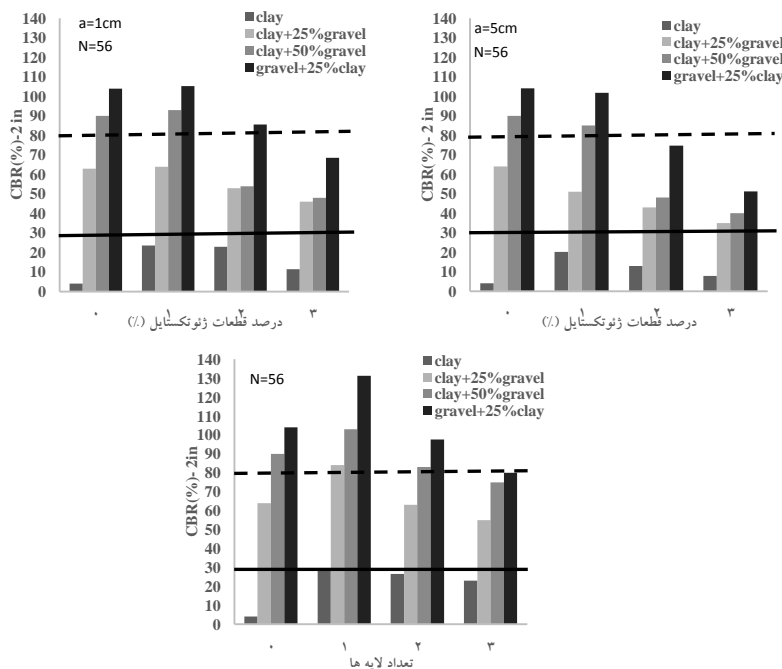 a=1cm
N=56
clay
clay+25%gravel
clay+50%gravel
gravel+25%clay
CBR(%)-2 in
140
130
120
110
100
90
80
70
60
50
40
30
20
10
0
۰ ۱ ۲ ۳
درصد قطعات ژئوتکستایل (٪)
a=5cm
N=56
clay
clay+25%gravel
clay+50%gravel
gravel+25%clay
CBR(%)-2 in
140
130
120
110
100
90
80
70
60
50
40
30
20
10
0
۰ ۱ ۲ ۳
درصد قطعات ژئوتکستایل (٪)
N=56
clay
clay+25%gravel
clay+50%gravel
gravel+25%clay
CBR(%)- 2in
140
130
120
110
100
90
80
70
60
50
40
30
20
10
0
۰ ۱ ۲ ۳
تعداد لایه ها